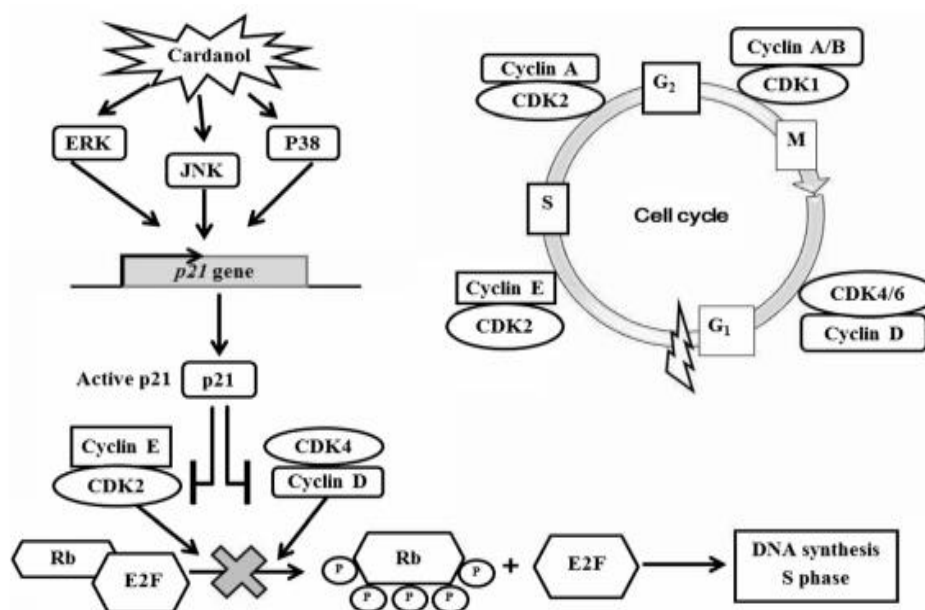 Cardanol
ERK
JNK
P38
p21 gene
Active p21
p21
Cyclin E
CDK2
CDK4
Cyclin D
Rb
E2F
P
P
P
P
P
Rb
+
E2F
DNA synthesis
S phase
Cyclin A
CDK2
G2
Cyclin A/B
CDK1
M
S
Cell cycle
Cyclin E
CDK2
G1
CDK4/6
Cyclin D